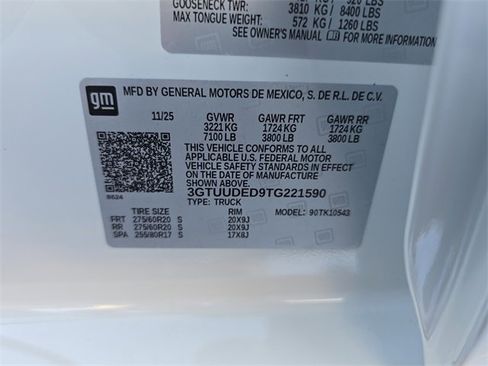 GOOSENECK TWR:
3810 KG / 8400 LBS
MAX TONGUE WEIGHT: 572 KG / 1260 LBS
SEE OWNER'S MANUAL FOR MORE INFORMATION
gm
MFD BY GENERAL MOTORS DE MEXICO, S. DE R.L. DE C.V.
11/25 GVWR GAWR FRT GAWR RR
3221 KG 1724 KG 1724 KG
7100 LB 3800 LB 3800 LB
THIS VEHICLE CONFORMS TO ALL
APPLICABLE U.S. FEDERAL MOTOR
VEHICLE SAFETY STANDARDS IN EFFECT
ON THE DATE OF MANUFACTURE SHOWN
ABOVE.
3GTUUDED9TG221590
TYPE: TRUCK
TIRE SIZE RIM MODEL: 90TK10543
FRT 275/60R20 S 20X9J
RR 275/60R20 S 20X9J
SPA 255/80R17 S 17X8J